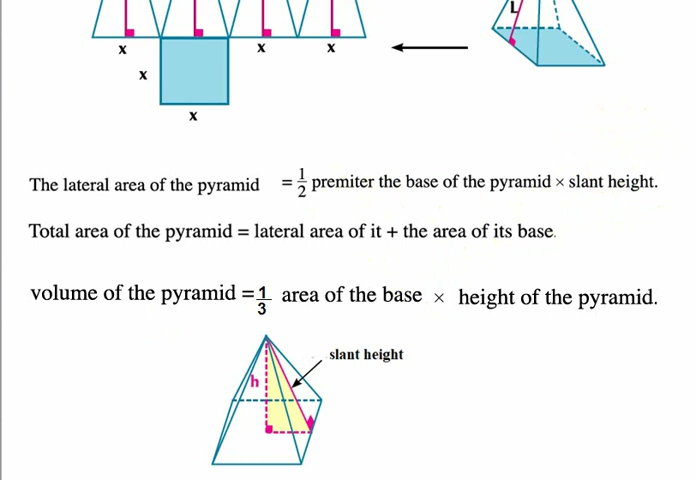 L
x x x
x
x
The lateral area of the pyramid = 1/2 premiter the base of the pyramid × slant height.
Total area of the pyramid = lateral area of it + the area of its base.
volume of the pyramid = 1/3 area of the base × height of the pyramid.
slant height
h